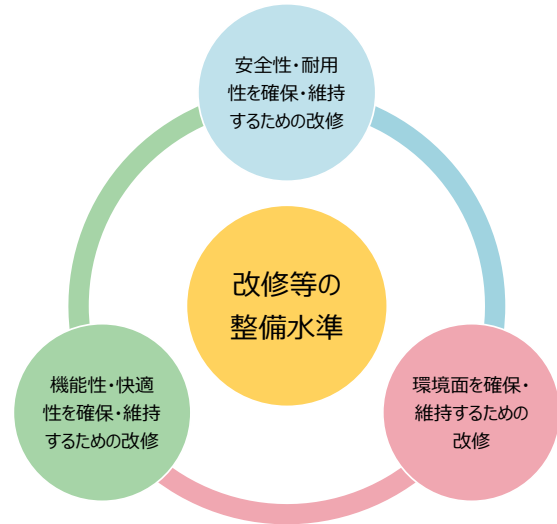 安全性・耐用
性を確保・維持
するための改修
改修等の
整備水準
機能性・快適
性を確保・維持
するための改修
環境面を確保・
維持するための
改修